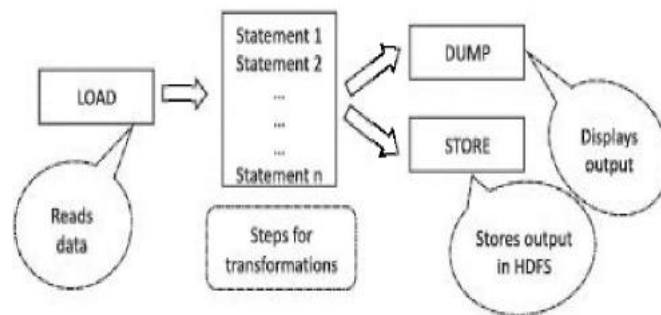 LOAD
Reads
data
Statement 1
Statement 2
...
...
...
Statement n
Steps for
transformations
DUMP
Displays
output
STORE
Stores output
in HDFS